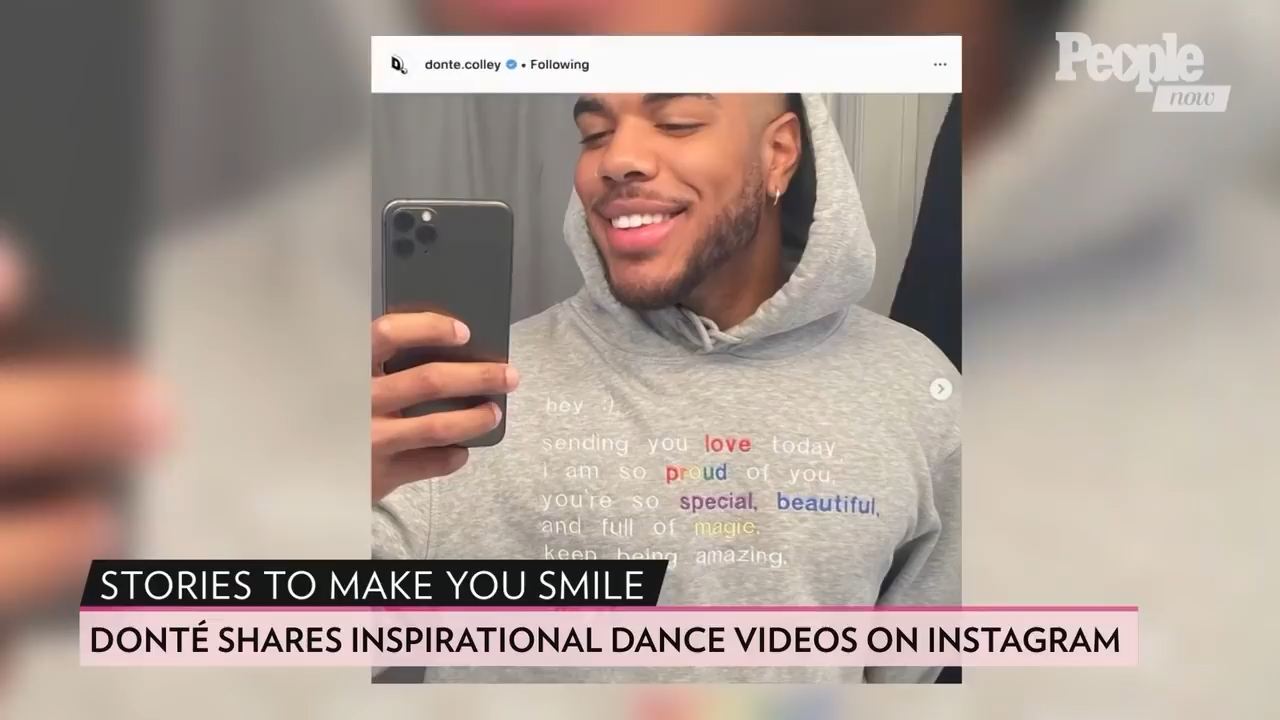 donte.colley • Following
People
now
hey :)
sending you love today,
i am so proud of you,
you're so special, beautiful,
and full of magic.
keep being amazing.
STORIES TO MAKE YOU SMILE
DONTÉ SHARES INSPIRATIONAL DANCE VIDEOS ON INSTAGRAM